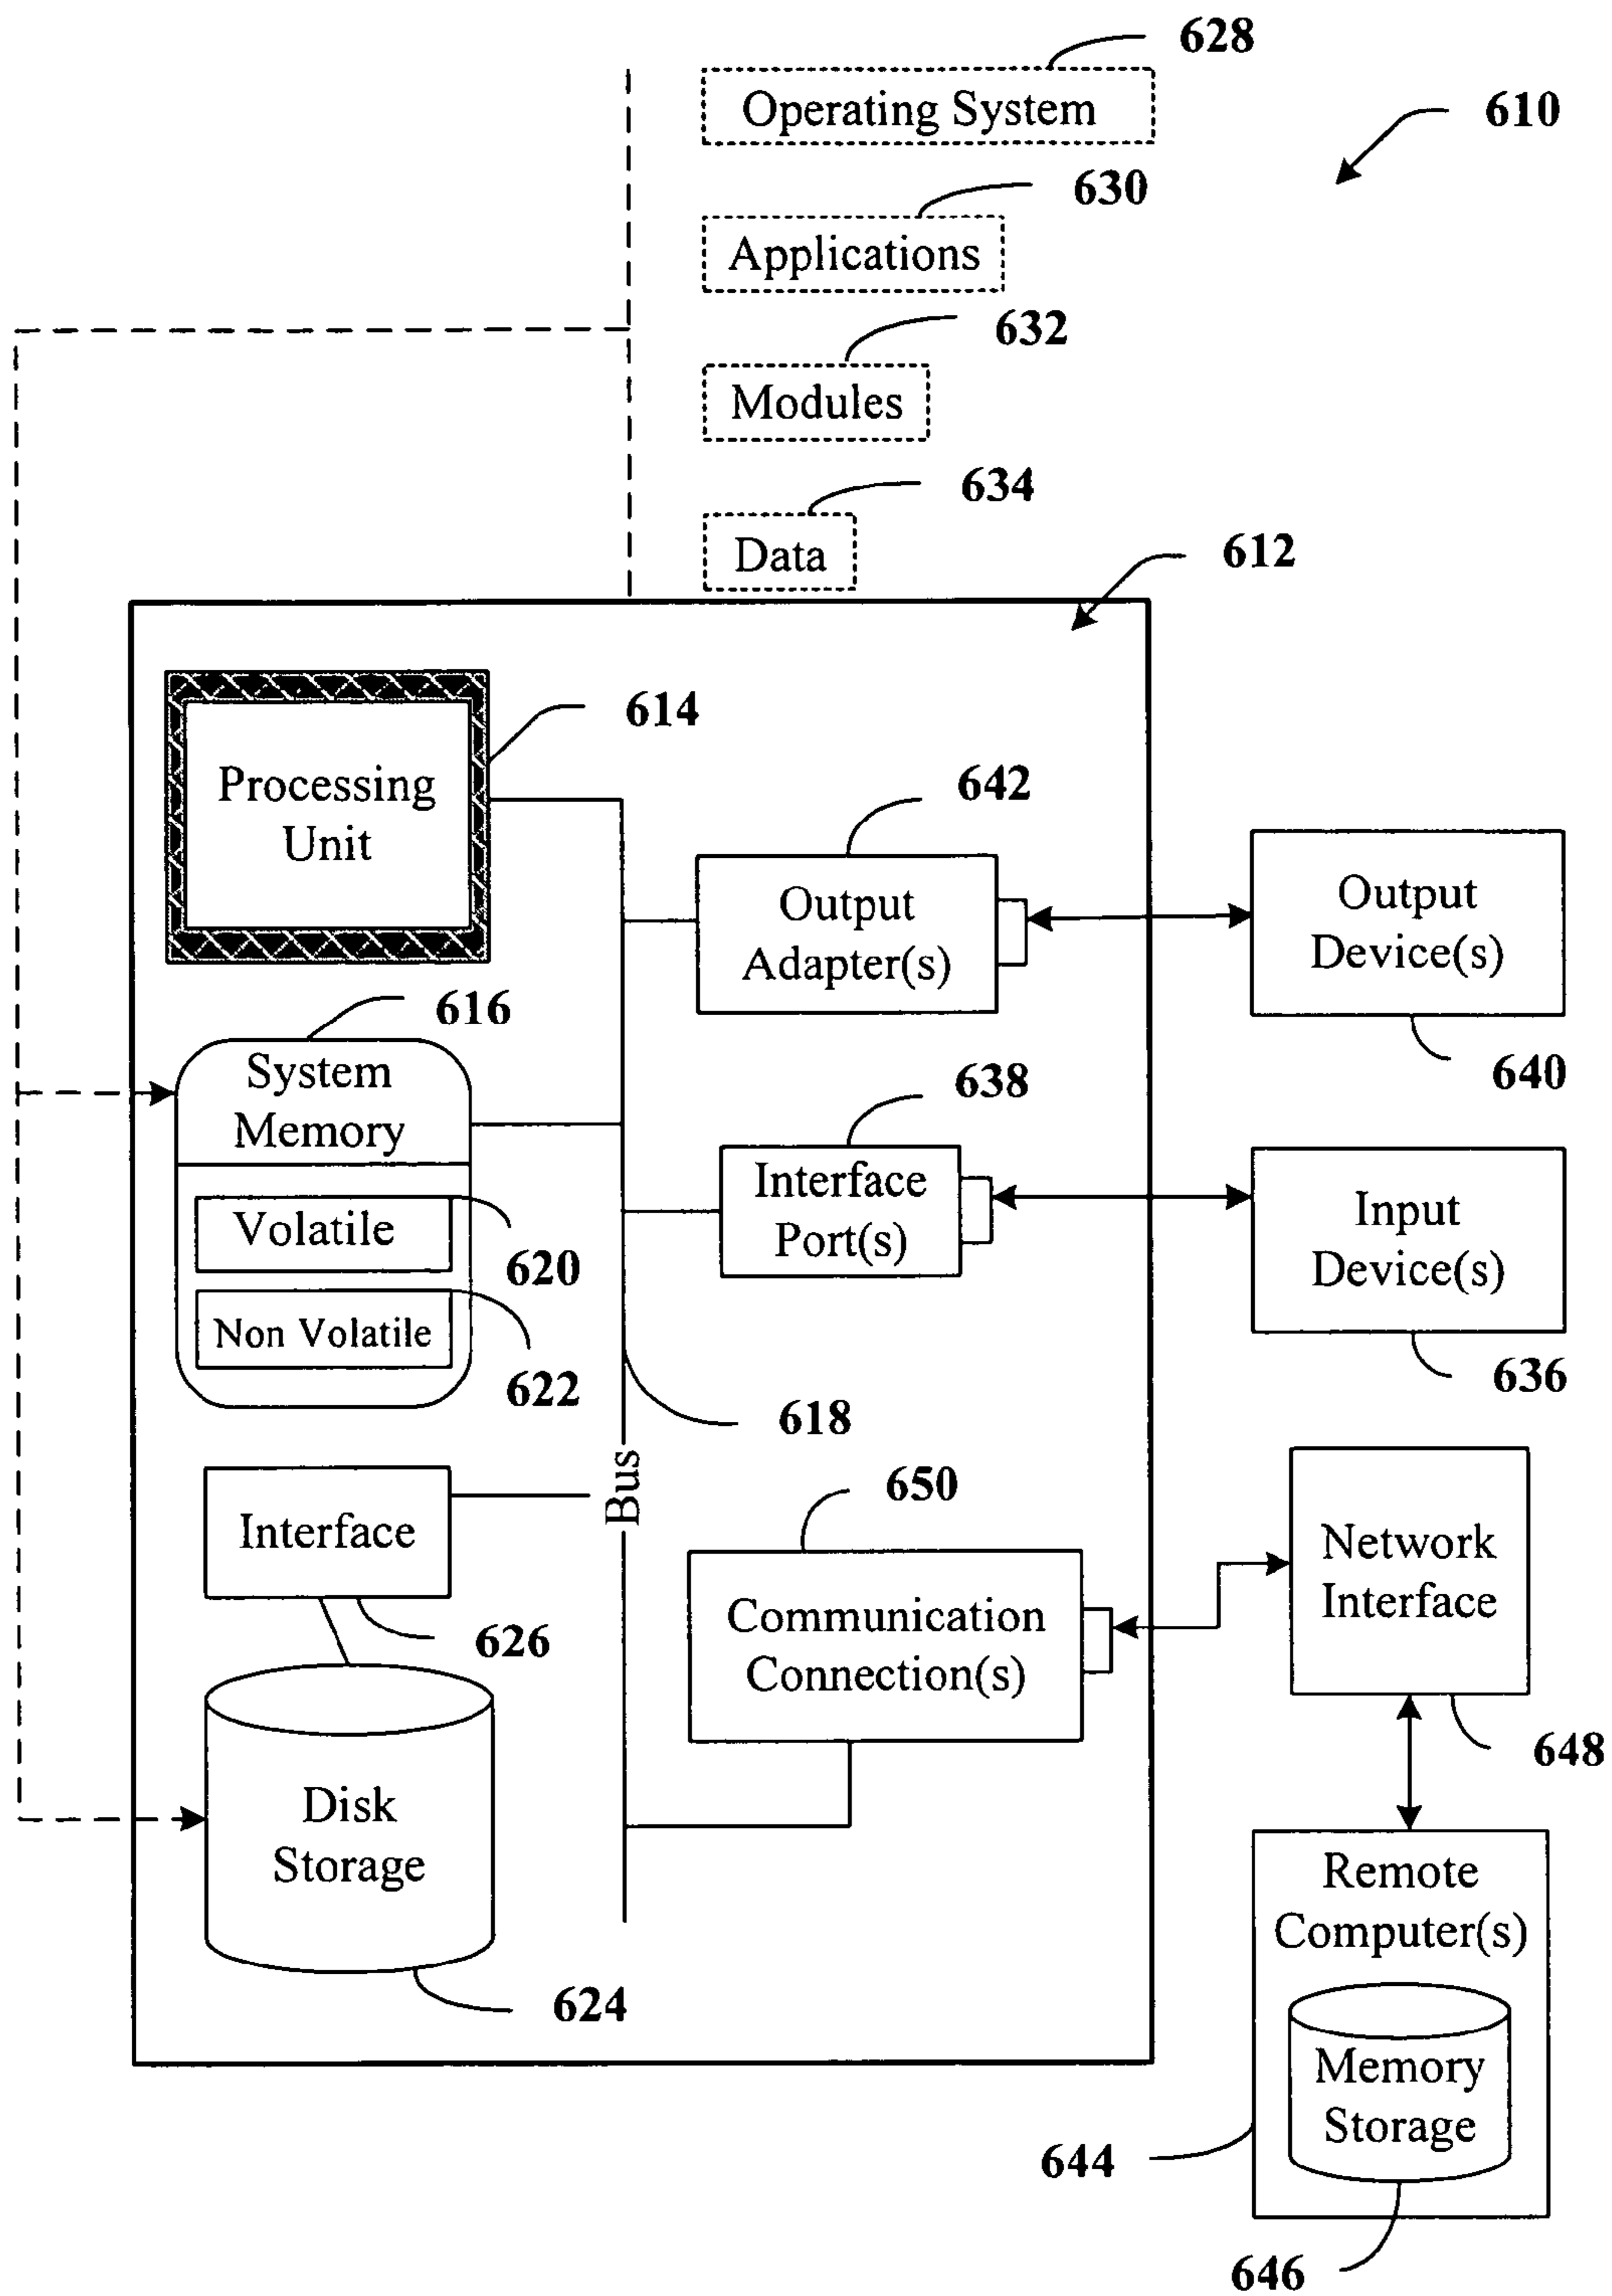 628
Operating System
610
630
Applications
632
Modules
634
Data
612
614
Processing
Unit
642
Output
Adapter(s)
Output
Device(s)
640
616
System
Memory
638
Interface
Port(s)
Input
Device(s)
636
Volatile
620
Non Volatile
622
618
Bus
650
Interface
626
Communication
Connection(s)
Network
Interface
648
Disk
Storage
624
Remote
Computer(s)
Memory
Storage
644
646